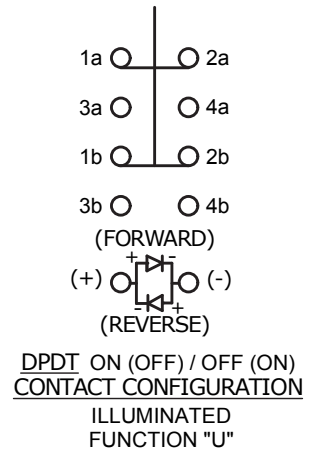 1a 2a
3a 4a
1b 2b
3b 4b
(FORWARD)
+ -
(+) (-)
- +
(REVERSE)
DPDT ON (OFF) / OFF (ON)
CONTACT CONFIGURATION
ILLUMINATED
FUNCTION "U"